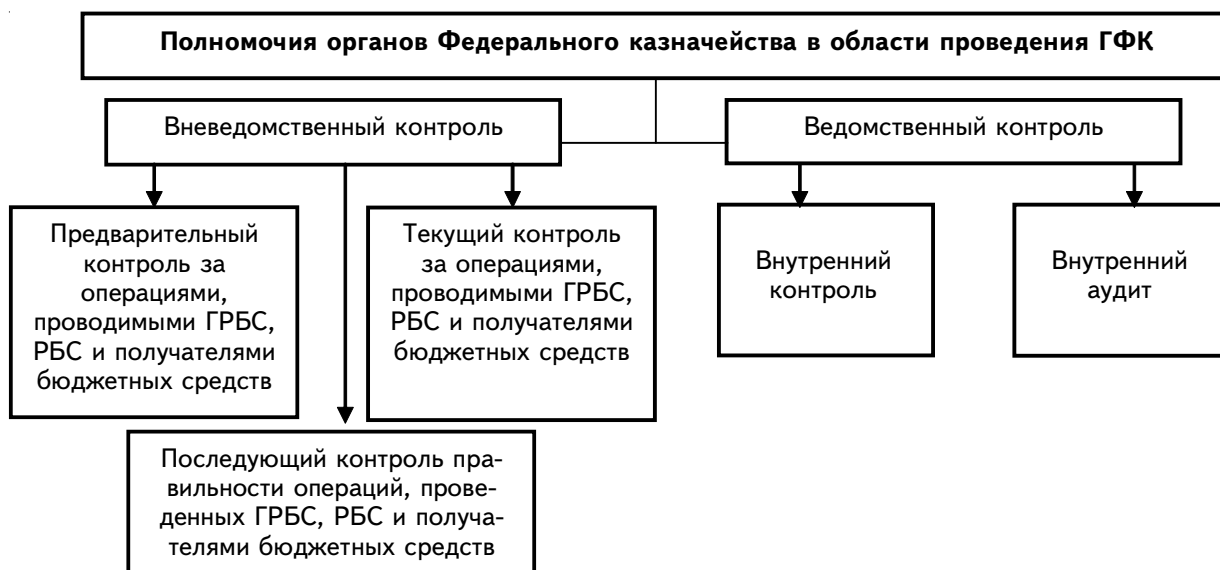 Полномочия органов Федерального казначейства в области проведения ГФК
Вневедомственный контроль
Ведомственный контроль
Предварительный
контроль за
операциями,
проводимыми ГРБС,
РБС и получателями
бюджетных средств
Текущий контроль
за операциями,
проводимыми ГРБС,
РБС и получателями
бюджетных средств
Внутренний
контроль
Внутренний
аудит
Последующий контроль пра-
вильности операций, прове-
денных ГРБС, РБС и получа-
телями бюджетных средств